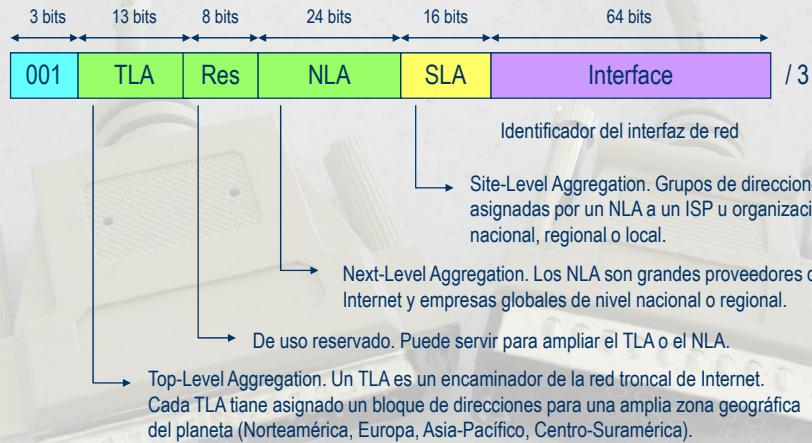 3 bits 13 bits 8 bits 24 bits 16 bits 64 bits
001 TLA Res NLA SLA Interface / 3
Identificador del interfaz de red
Site-Level Aggregation. Grupos de direccion
asignadas por un NLA a un ISP u organizaci
nacional, regional o local.
Next-Level Aggregation. Los NLA son grandes proveedores d
Internet y empresas globales de nivel nacional o regional.
De uso reservado. Puede servir para ampliar el TLA o el NLA.
Top-Level Aggregation. Un TLA es un encaminador de la red troncal de Internet.
Cada TLA tiene asignado un bloque de direcciones para una amplia zona geográfica
del planeta (Norteamérica, Europa, Asia-Pacífico, Centro-Suramérica).